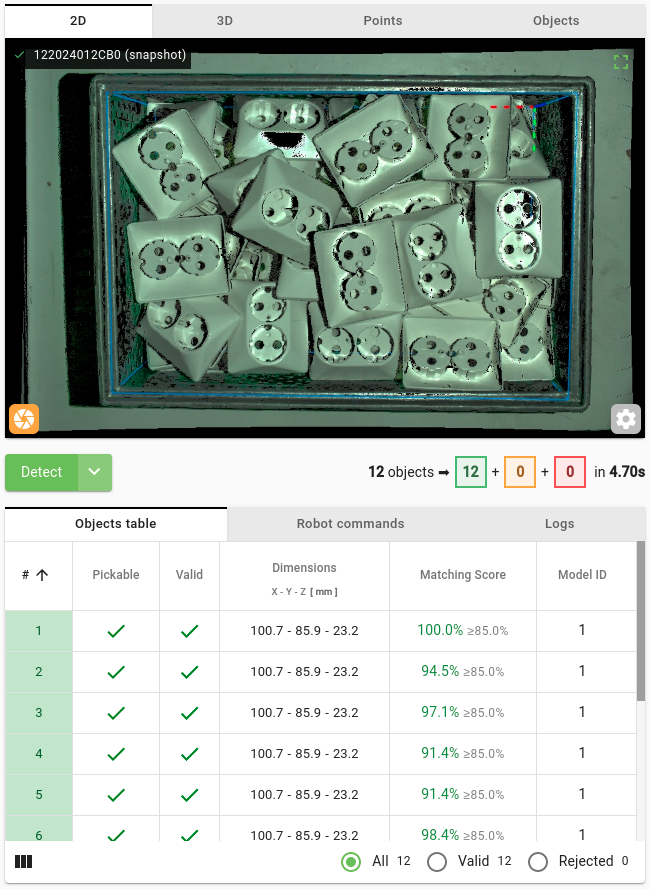 2D 3D Points Objects
122024012CB0 (snapshot)
Detect 12 objects ➡ 12 + 0 + 0 in 4.70s
Objects table Robot commands Logs
# Pickable Valid Dimensions Matching Score Model ID
X - Y - Z [ mm ]
1 100.7 - 85.9 - 23.2 100.0% ≥85.0% 1
2 100.7 - 85.9 - 23.2 94.5% ≥85.0% 1
3 100.7 - 85.9 - 23.2 97.1% ≥85.0% 1
4 100.7 - 85.9 - 23.2 91.4% ≥85.0% 1
5 100.7 - 85.9 - 23.2 91.4% ≥85.0% 1
6 100.7 - 85.9 - 23.2 98.4% ≥85.0% 1
All 12 Valid 12 Rejected 0